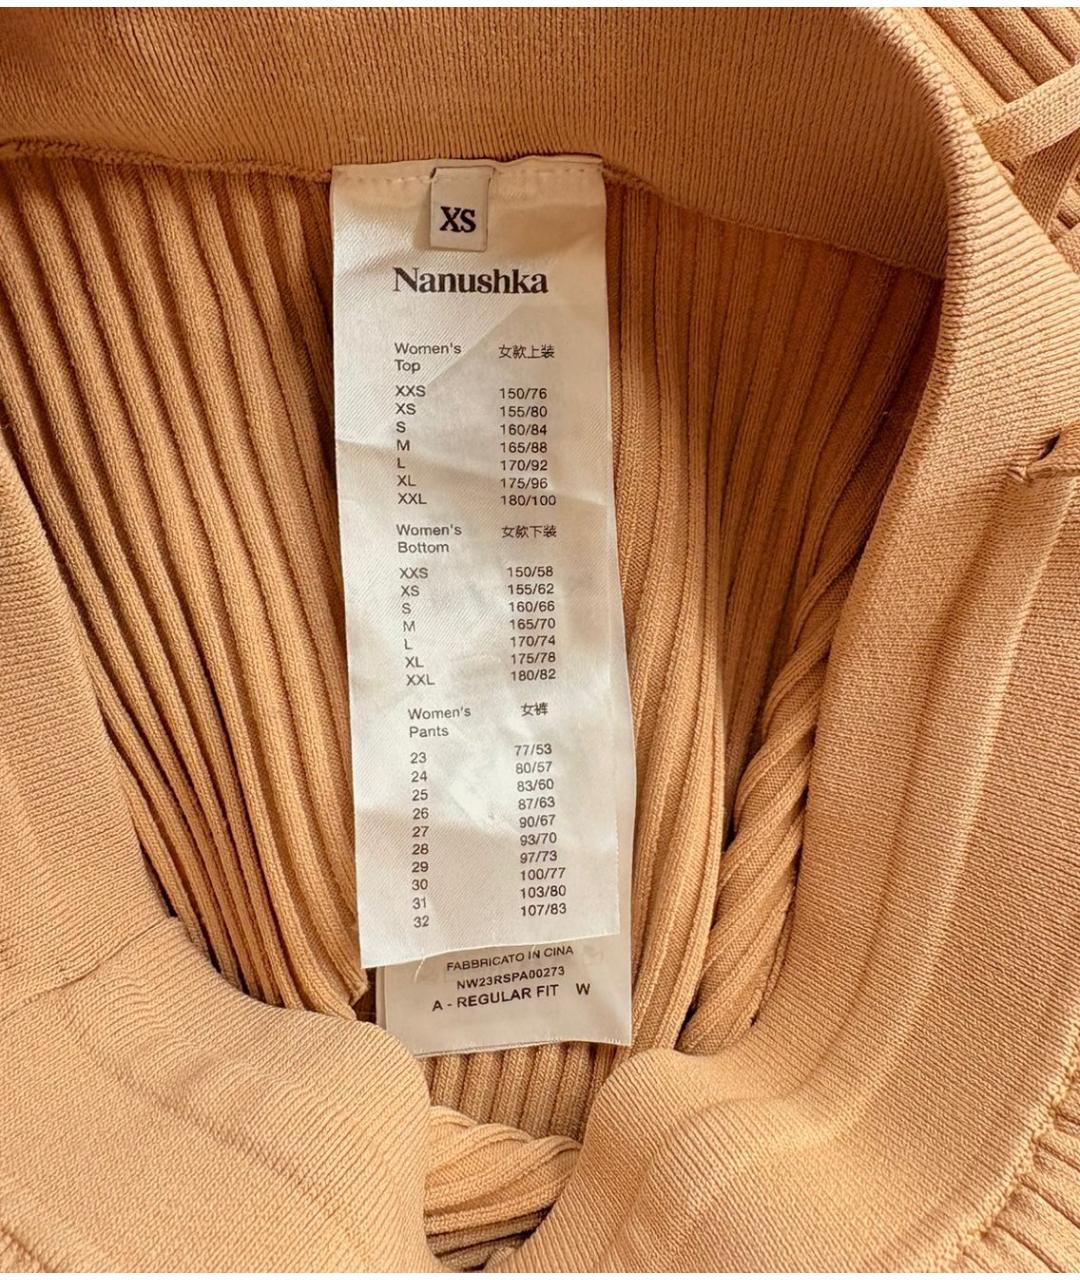 XS
Nanushka
Women's Top 女款上装
XXS 150/76
XS 155/80
S 160/84
M 165/88
L 170/92
XL 175/96
XXL 180/100
Women's Bottom 女款下装
XXS 150/58
XS 155/62
S 160/66
M 165/70
L 170/74
XL 175/78
XXL 180/82
Women's Pants 女裤
23 77/53
24 80/57
25 83/60
26 87/63
27 90/67
28 93/70
29 97/73
30 100/77
31 103/80
32 107/83
FABBRICATO IN CINA
NW23RSPA00273
A - REGULAR FIT W